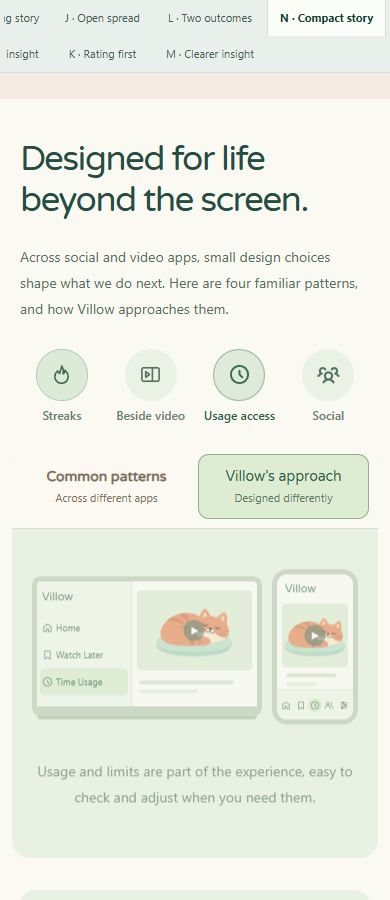 ng story J · Open spread L · Two outcomes N · Compact story
insight K · Rating first M · Clearer insight
Designed for life
beyond the screen.
Across social and video apps, small design choices
shape what we do next. Here are four familiar patterns,
and how Villow approaches them.
Streaks Beside video Usage access Social
Common patterns
Across different apps
Villow's approach
Designed differently
Villow
Home
Watch Later
Time Usage
Villow
Usage and limits are part of the experience, easy to
check and adjust when you need them.